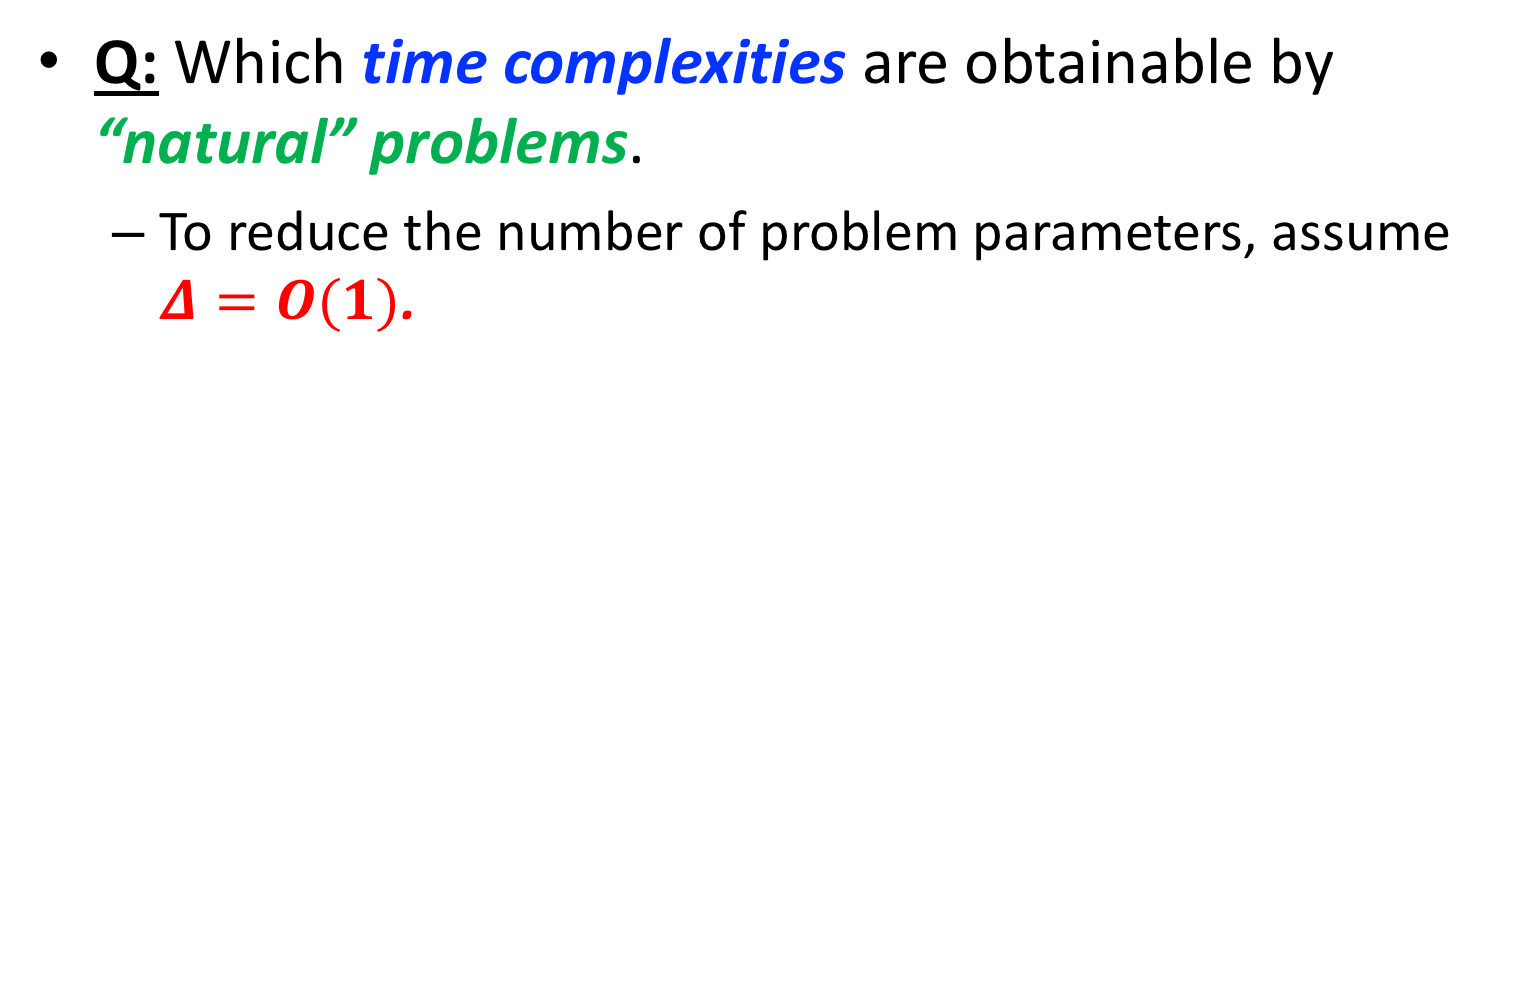 • Q: Which time complexities are obtainable by
“natural” problems.
– To reduce the number of problem parameters, assume
Δ = O(1).